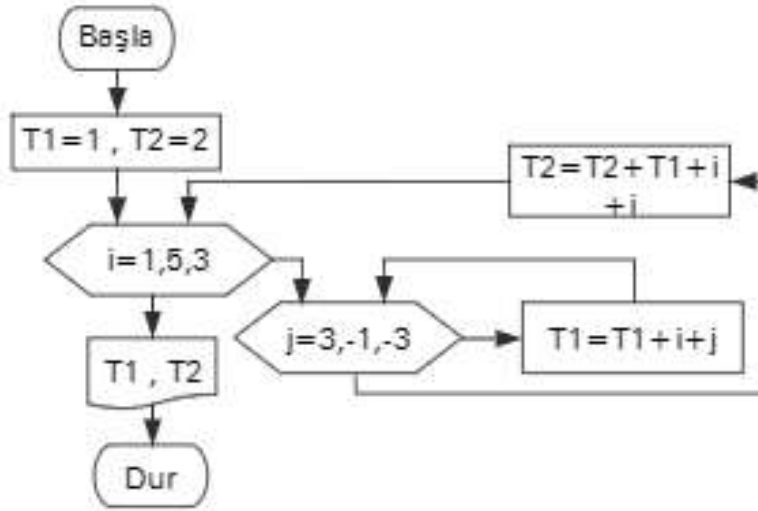 Başla
T1=1 , T2=2
T2=T2+T1+i
+i
i=1,5,3
j=3,-1,-3
T1=T1+i+j
T1 , T2
Dur